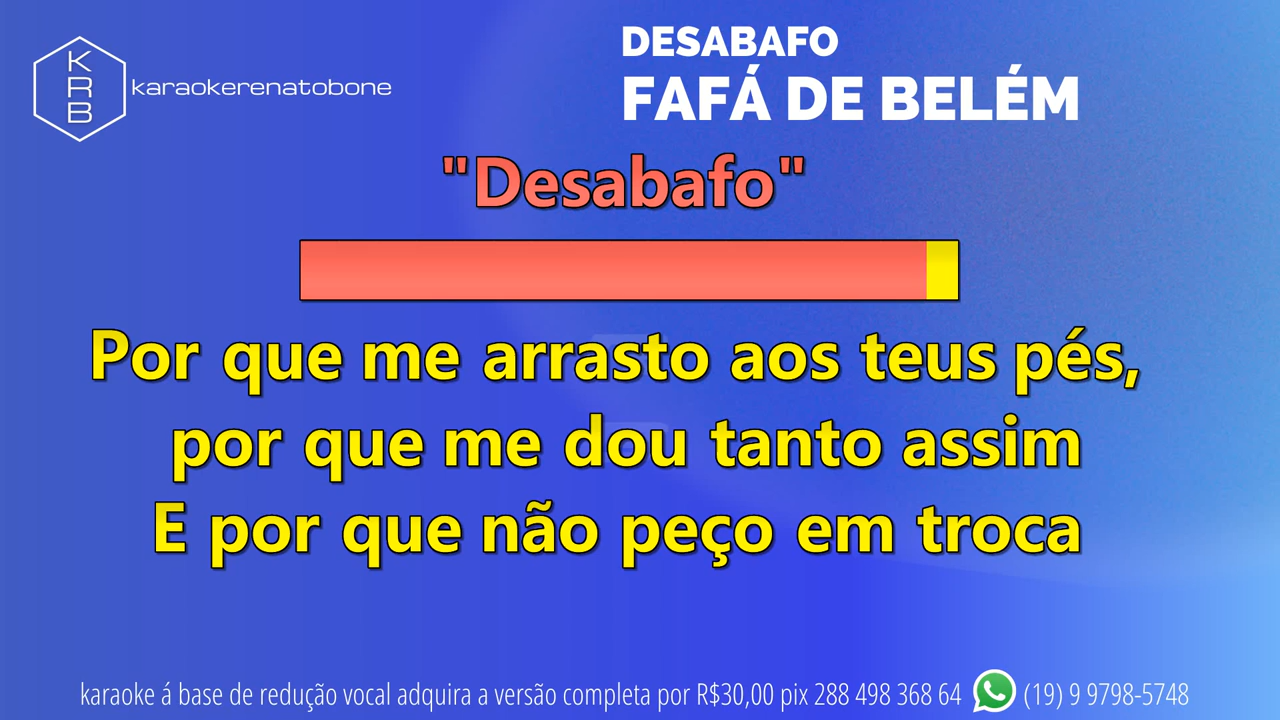 K
R
B
karaokerenatobone
DESABAFO
FAFÁ DE BELÉM
"Desabafo"
Por que me arrasto aos teus pés,
por que me dou tanto assim
E por que não peço em troca
karaoke á base de redução vocal adquira a versão completa por R$30,00 pix 288 498 368 64 (19) 9 9798-5748